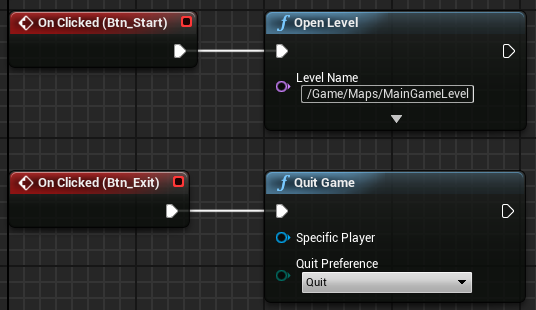 On Clicked (Btn_Start)
Open Level
Level Name
/Game/Maps/MainGameLevel
On Clicked (Btn_Exit)
Quit Game
Specific Player
Quit Preference
Quit